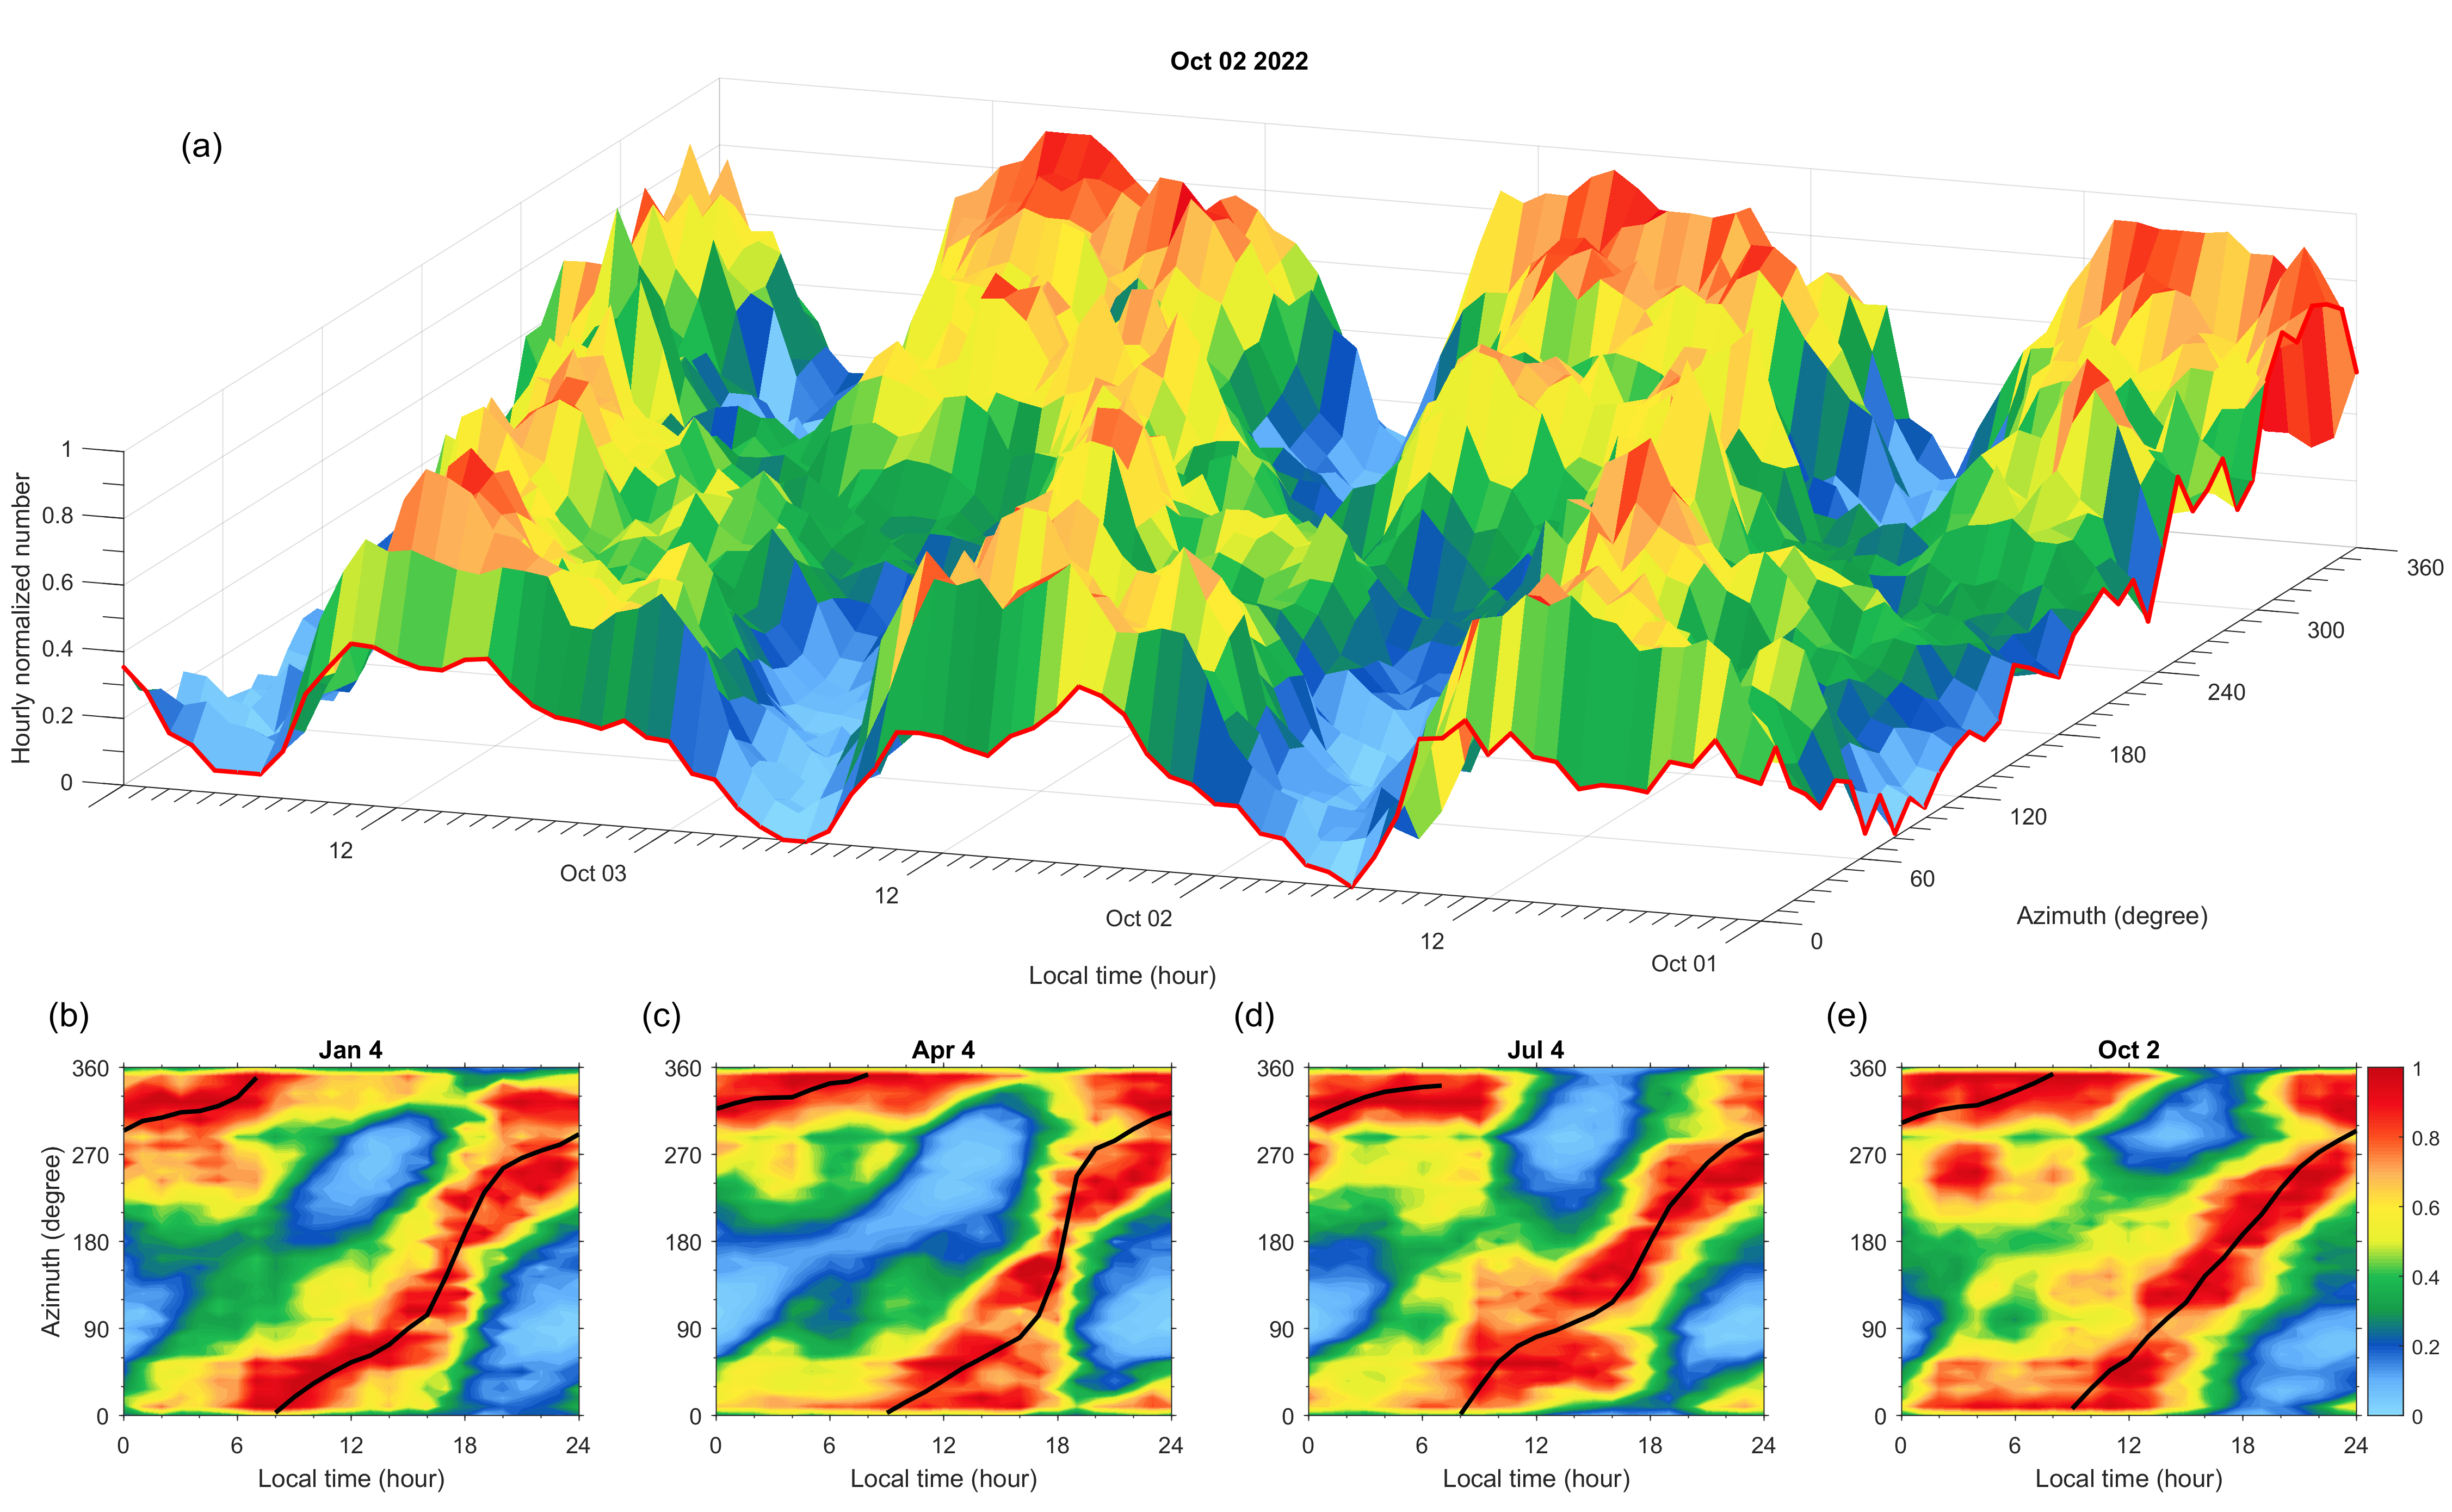 Oct 02 2022
(a)
Hourly normalized number
1
0.8
0.6
0.4
0.2
0
12
Oct 03
12
Oct 02
12
Oct 01
Local time (hour)
0
60
120
180
240
300
360
Azimuth (degree)
(b)
Jan 4
Azimuth (degree)
360
270
180
90
0
0 6 12 18 24
Local time (hour)
(c)
Apr 4
360
270
180
90
0
0 6 12 18 24
Local time (hour)
(d)
Jul 4
360
270
180
90
0
0 6 12 18 24
Local time (hour)
(e)
Oct 2
360
270
180
90
0
0 6 12 18 24
Local time (hour)
1
0.8
0.6
0.4
0.2
0